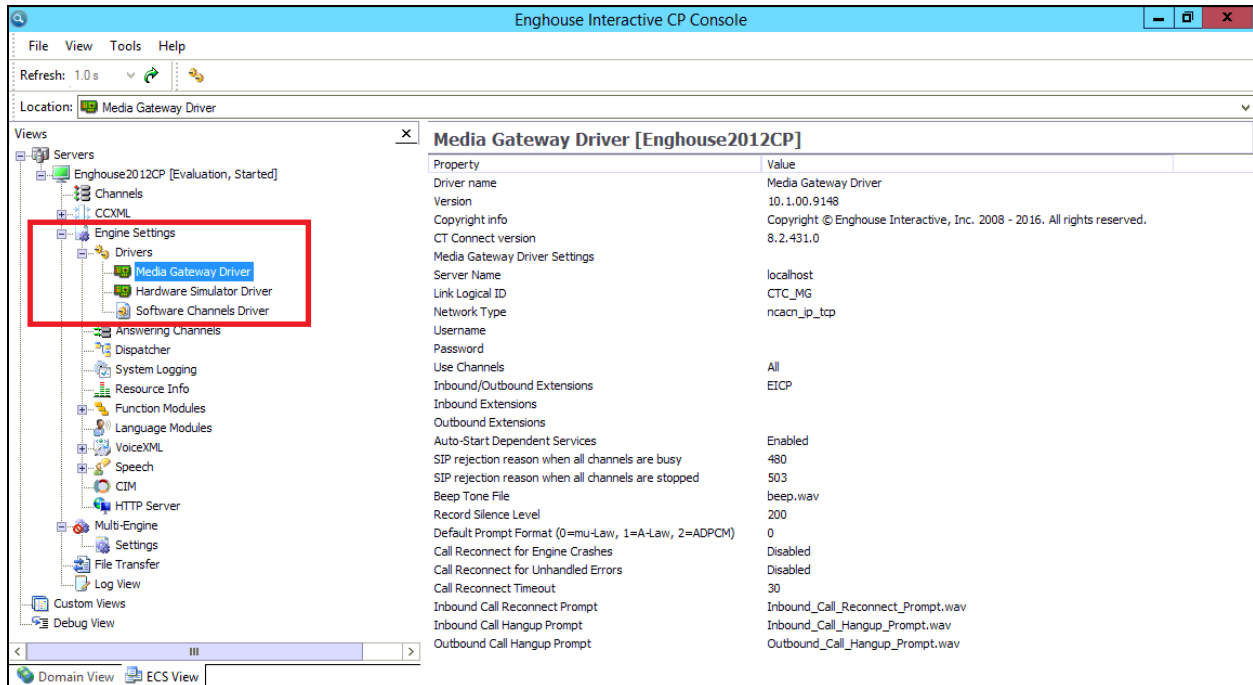 Enghouse Interactive CP Console
File View Tools Help
Refresh: 1.0 s
Location: Media Gateway Driver
Views
Servers
Enghouse2012CP [Evaluation, Started]
Channels
CCXML
Engine Settings
Drivers
Media Gateway Driver
Hardware Simulator Driver
Software Channels Driver
Answering Channels
Dispatcher
System Logging
Resource Info
Function Modules
Language Modules
VoiceXML
Speech
CIM
HTTP Server
Multi-Engine
Settings
File Transfer
Log View
Custom Views
Debug View
Domain View ECS View
Media Gateway Driver [Enghouse2012CP]
Property Value
Driver name Media Gateway Driver
Version 10.1.00.9148
Copyright info Copyright © Enghouse Interactive, Inc. 2008 - 2016. All rights reserved.
CT Connect version 8.2.431.0
Media Gateway Driver Settings
Server Name localhost
Link Logical ID CTC_MG
Network Type ncacn_ip_tcp
Username
Password
Use Channels All
Inbound/Outbound Extensions EICP
Inbound Extensions
Outbound Extensions
Auto-Start Dependent Services Enabled
SIP rejection reason when all channels are busy 480
SIP rejection reason when all channels are stopped 503
Beep Tone File beep.wav
Record Silence Level 200
Default Prompt Format (0=mu-Law, 1=A-Law, 2=ADPCM) 0
Call Reconnect for Engine Crashes Disabled
Call Reconnect for Unhandled Errors Disabled
Call Reconnect Timeout 30
Inbound Call Reconnect Prompt Inbound_Call_Reconnect_Prompt.wav
Inbound Call Hangup Prompt Inbound_Call_Hangup_Prompt.wav
Outbound Call Hangup Prompt Outbound_Call_Hangup_Prompt.wav